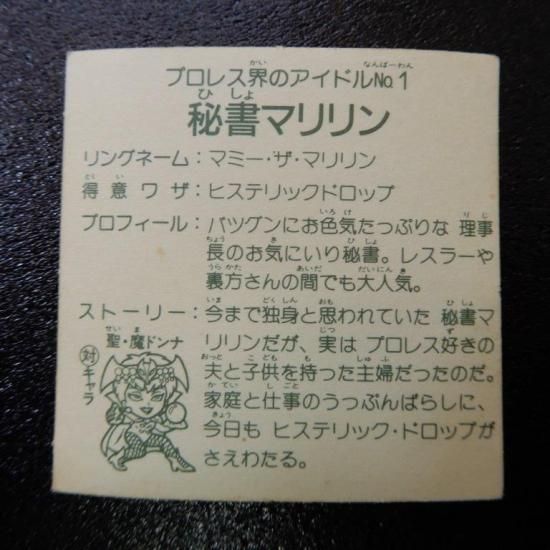 プロレス界のアイドルNo.1
秘書マリリン
リングネーム：マミー・ザ・マリリン
得意ワザ：ヒステリックドロップ
プロフィール：バツグンにお色気たっぷりな 理事
長のお気にいり秘書。レスラーや
裏方さんの間でも大人気。
ストーリー：今まで独身と思われていた 秘書マ
リリンだが、実は プロレス好きの
夫と子供を持った主婦だったのだ。
家庭と仕事のうっぷんばらしに、
今日も ヒステリック・ドロップが
さえわたる。
聖・魔ドンナ
対キャラ